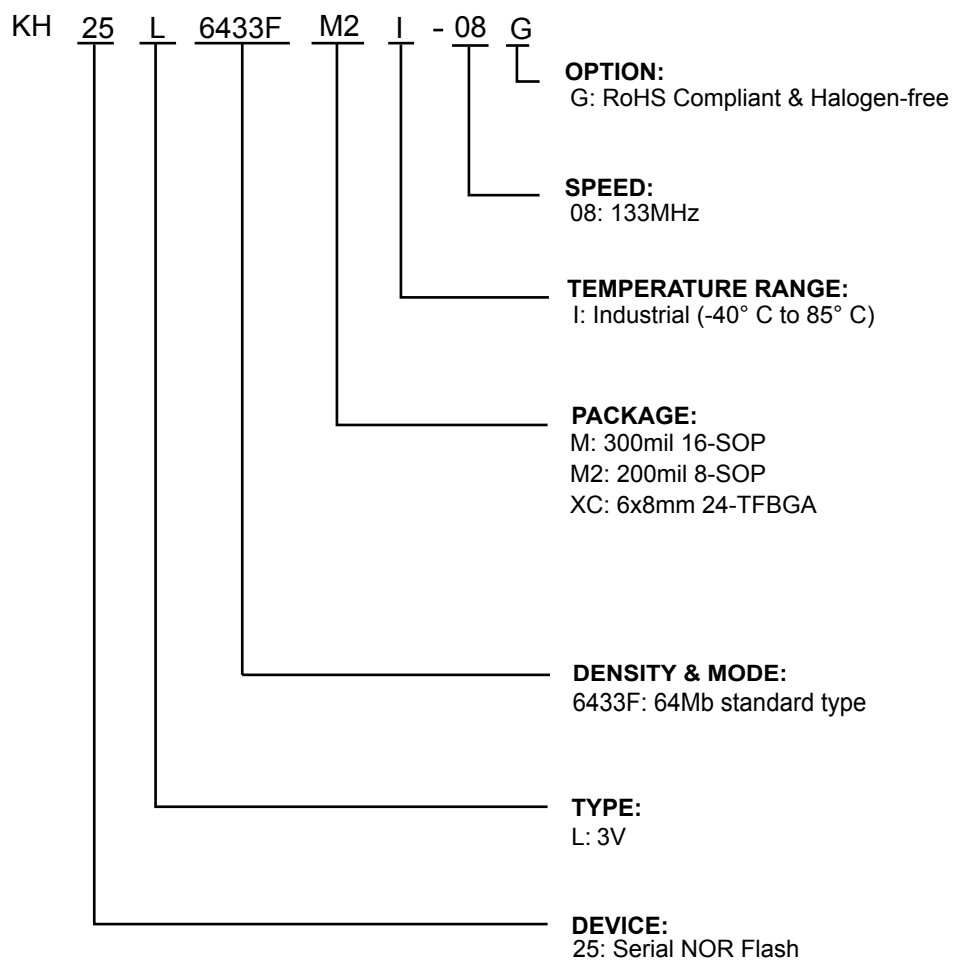 KH 25 L 6433F M2 I - 08 G
OPTION:
G: RoHS Compliant & Halogen-free
SPEED:
08: 133MHz
TEMPERATURE RANGE:
I: Industrial (-40° C to 85° C)
PACKAGE:
M: 300mil 16-SOP
M2: 200mil 8-SOP
XC: 6x8mm 24-TFBGA
DENSITY & MODE:
6433F: 64Mb standard type
TYPE:
L: 3V
DEVICE:
25: Serial NOR Flash